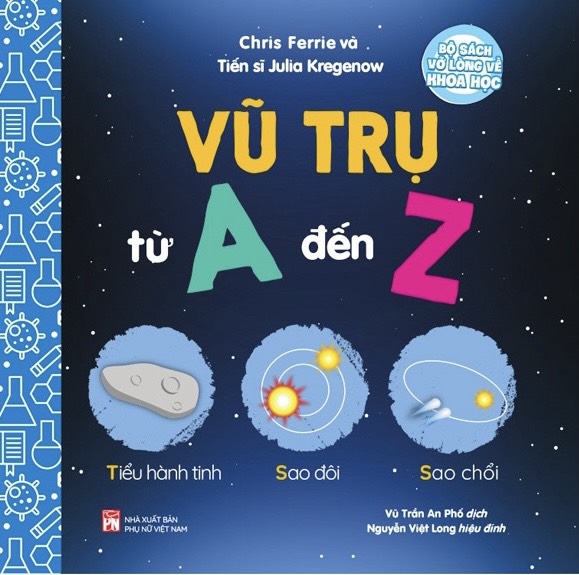 Chris Ferrie và
Tiến sĩ Julia Kregenow
BỘ SÁCH
VỠ LÒNG VỀ
KHOA HỌC
VŨ TRỤ
từ A đến Z
Tiểu hành tinh
Sao đôi
Sao chổi
PN
NHÀ XUẤT BẢN
PHỤ NỮ VIỆT NAM
Vũ Trần An Phố dịch
Nguyễn Việt Long hiệu đính